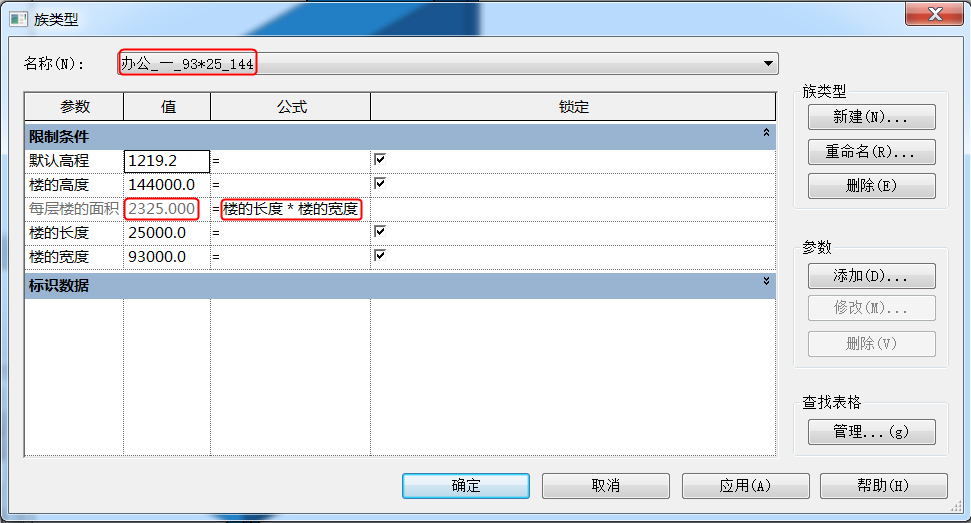 族类型
名称(N):
办公_一_93*25_144
参数 值 公式 锁定
限制条件
默认高程 1219.2 =
楼的高度 144000.0 =
每层楼的面积 2325.000 =楼的长度 * 楼的宽度
楼的长度 25000.0 =
楼的宽度 93000.0 =
标识数据
族类型
新建(N)...
重命名(R)...
删除(E)
参数
添加(D)...
修改(M)...
删除(V)
查找表格
管理...(g)
确定 取消 应用(A) 帮助(H)